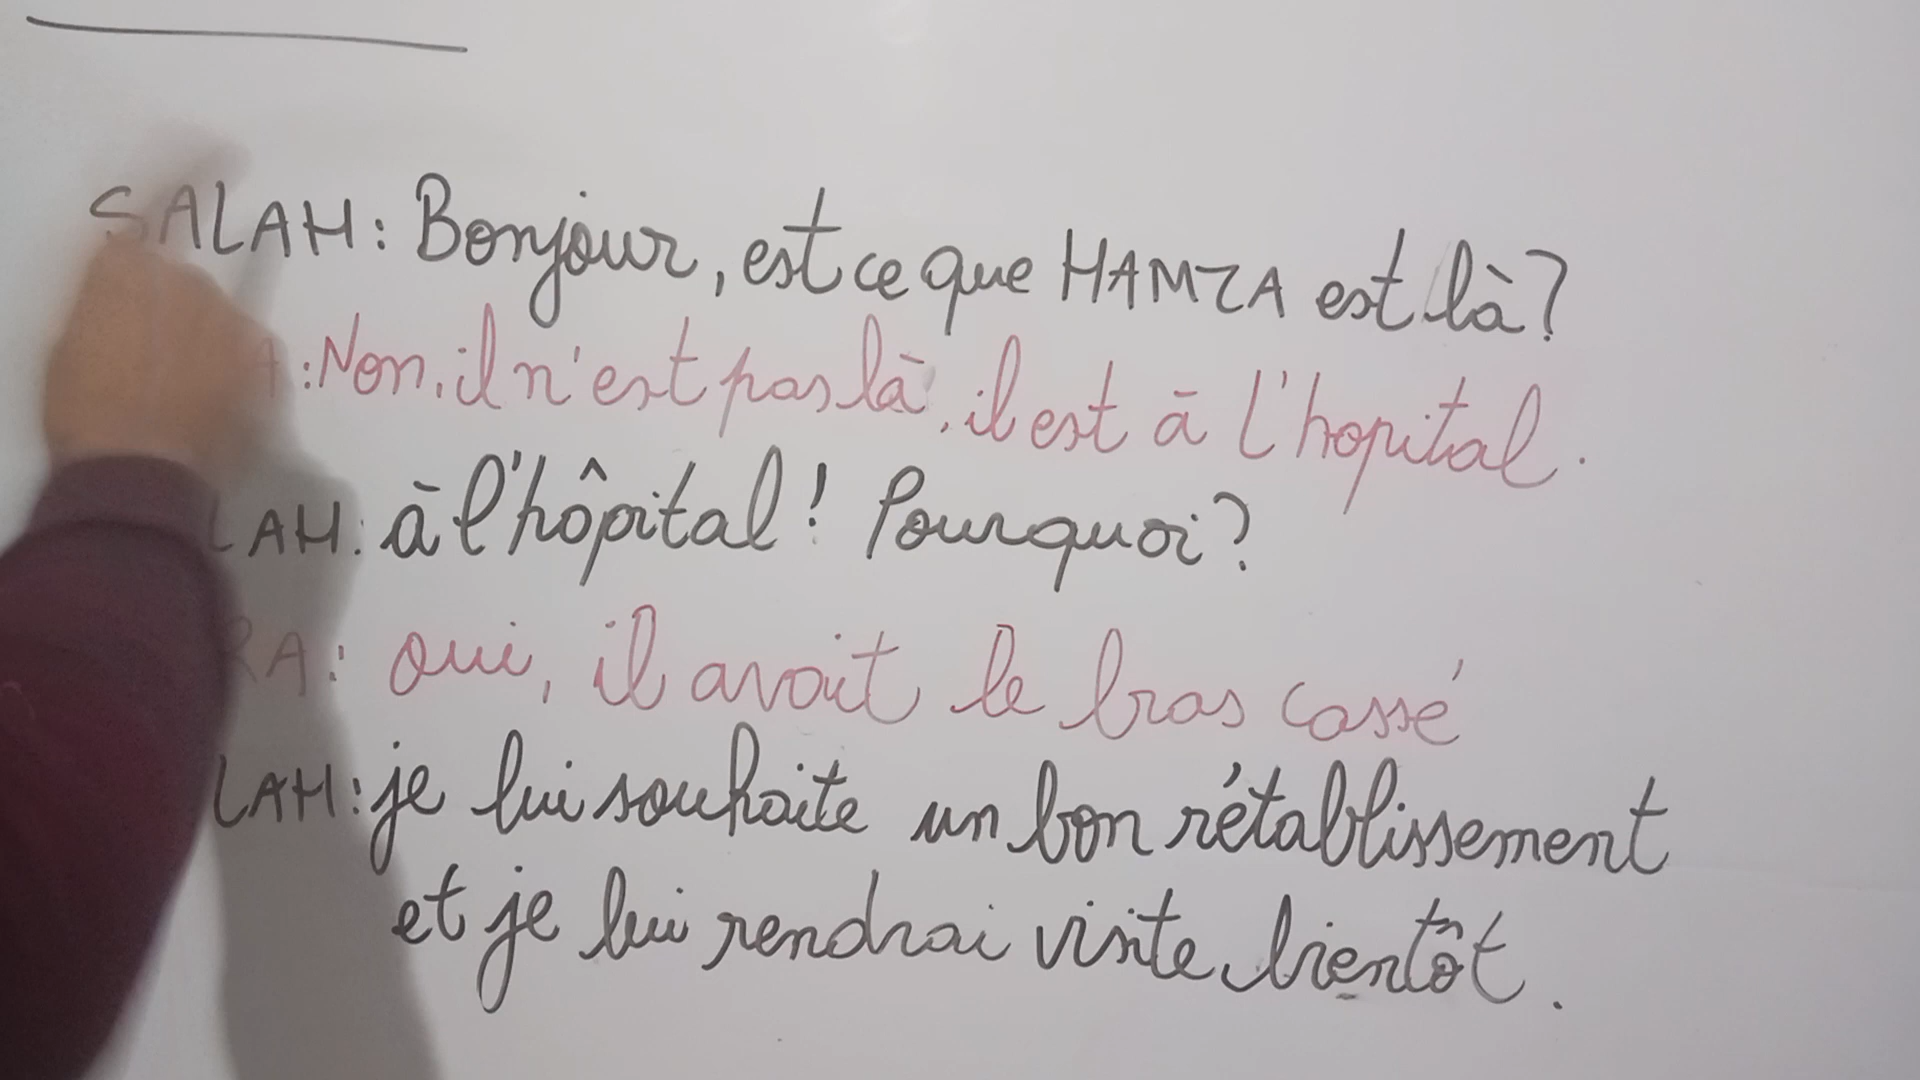 SALAH: Bonjour, est ce que HAMZA est là?
A: Non, il n'est pas là, il est à l'hopital.
LAH: à l'hôpital! Pourquoi?
RA: oui, il avait le bras cassé
LAH: je lui souhaite un bon rétablissement
et je lui rendrai visite bientôt.